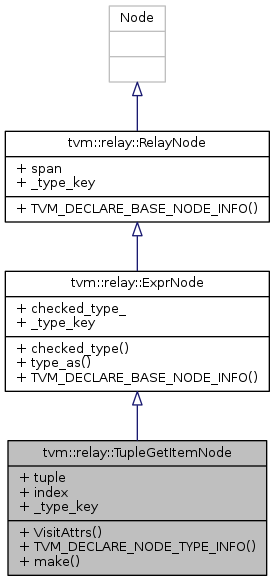 Node
tvm::relay::RelayNode
+ span
+ _type_key
+ TVM_DECLARE_BASE_NODE_INFO()
tvm::relay::ExprNode
+ checked_type_
+ _type_key
+ checked_type()
+ type_as()
+ TVM_DECLARE_BASE_NODE_INFO()
tvm::relay::TupleGetItemNode
+ tuple
+ index
+ _type_key
+ VisitAttrs()
+ TVM_DECLARE_NODE_TYPE_INFO()
+ make()